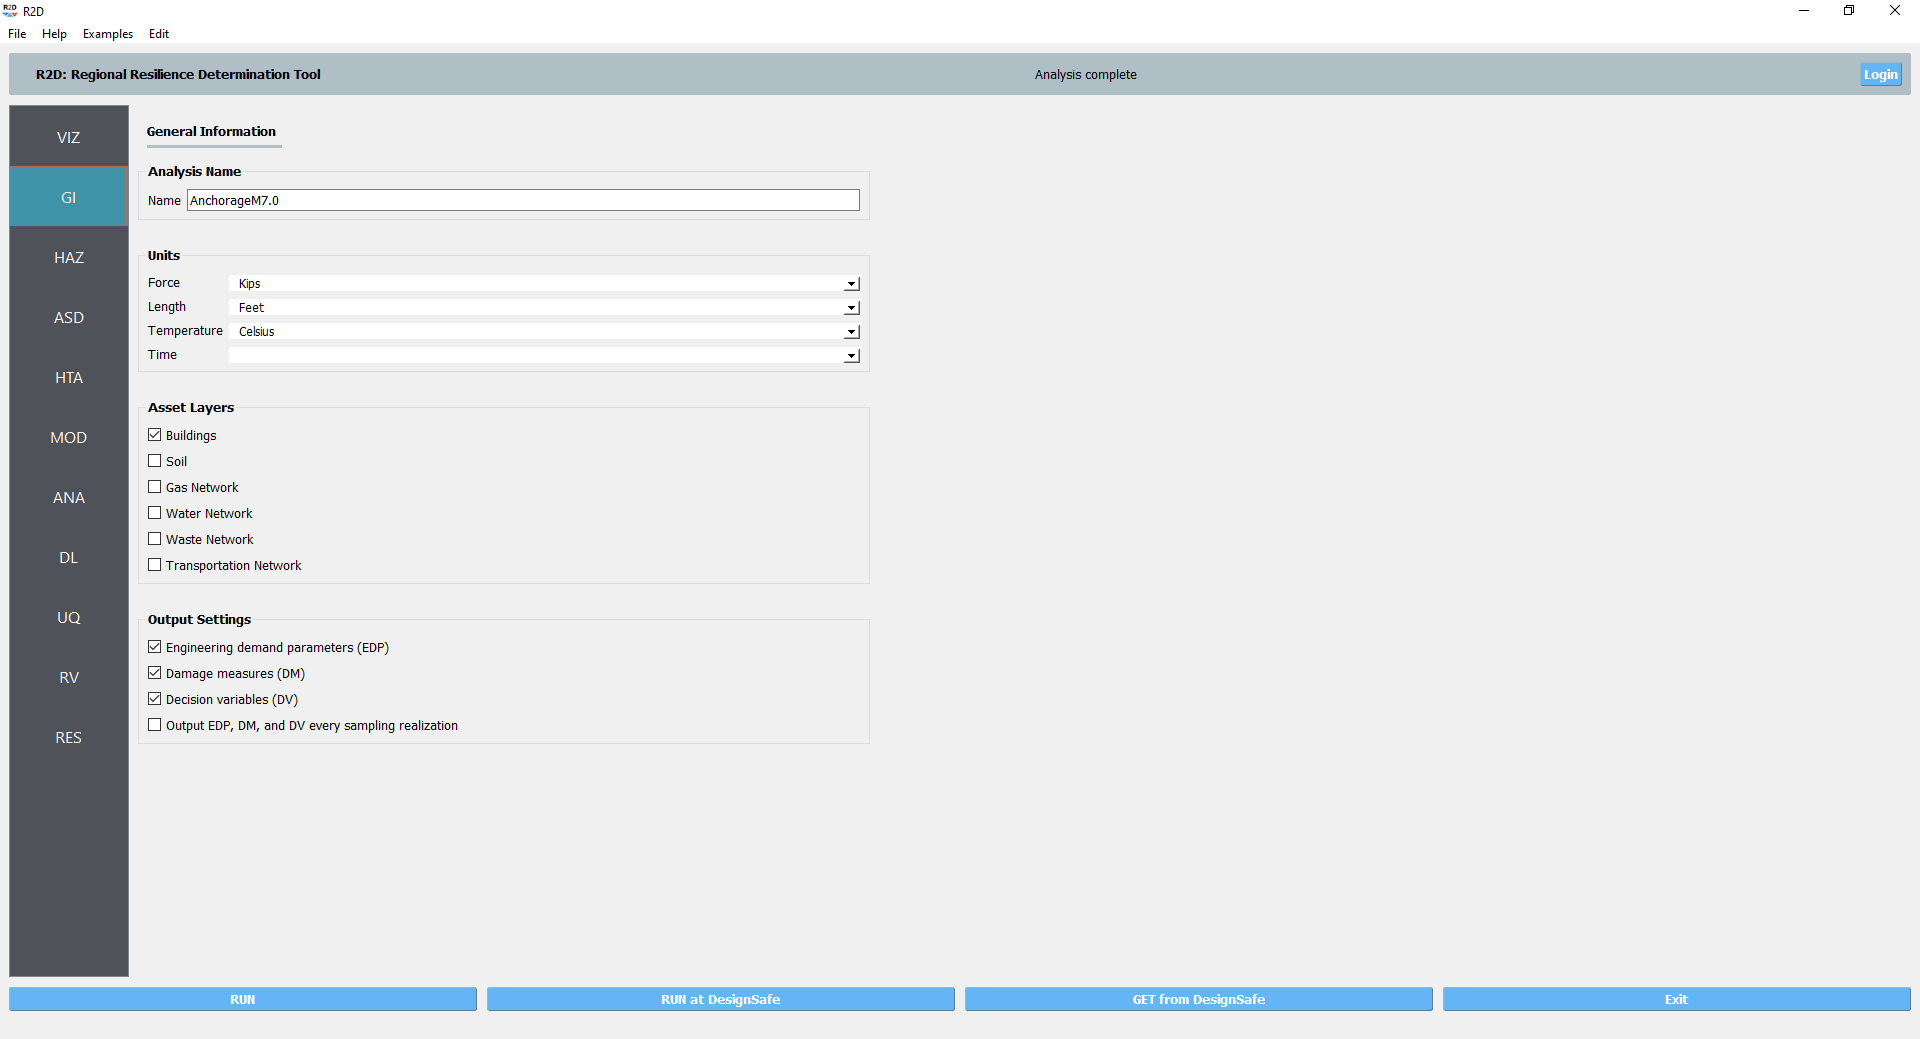 R2D
File Help Examples Edit
R2D: Regional Resilience Determination Tool
Analysis complete
Login
VIZ
GI
HAZ
ASD
HTA
MOD
ANA
DL
UQ
RV
RES
General Information
Analysis Name
Name AnchorageM7.0
Units
Force Kips
Length Feet
Temperature Celsius
Time
Asset Layers
Buildings
Soil
Gas Network
Water Network
Waste Network
Transportation Network
Output Settings
Engineering demand parameters (EDP)
Damage measures (DM)
Decision variables (DV)
Output EDP, DM, and DV every sampling realization
RUN
RUN at DesignSafe
GET from DesignSafe
Exit